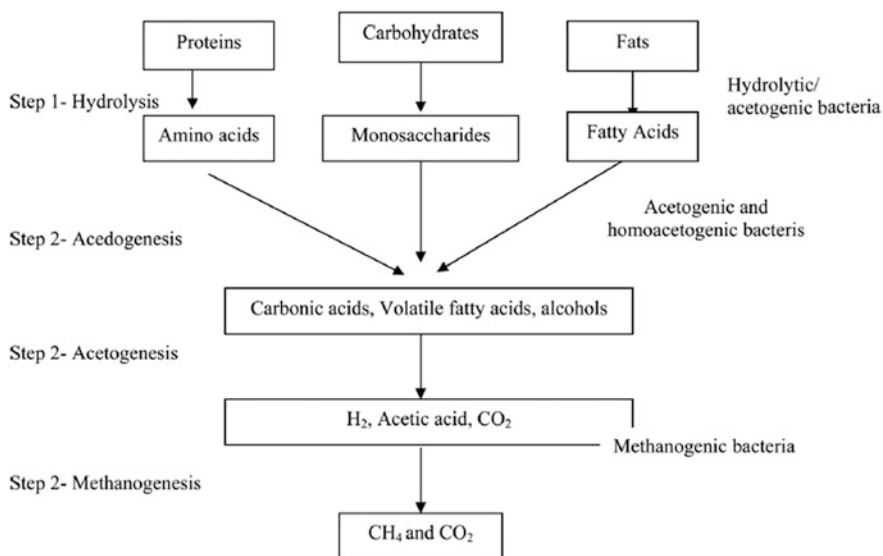 Proteins
Carbohydrates
Fats
Step 1- Hydrolysis
Hydrolytic/
acetogenic bacteria
Amino acids
Monosaccharides
Fatty Acids
Acetogenic and
homoacetogenic bacteris
Step 2- Acedogenesis
Carbonic acids, Volatile fatty acids, alcohols
Step 2- Acetogenesis
H₂, Acetic acid, CO₂
Methanogenic bacteria
Step 2- Methanogenesis
CH₄ and CO₂